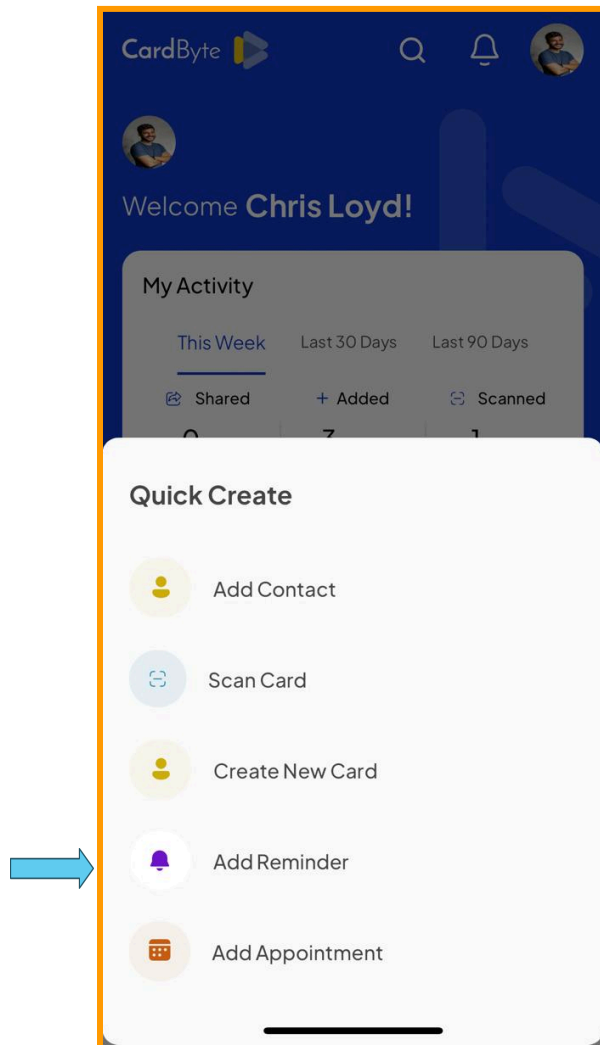 CardByte
Welcome Chris Loyd!
My Activity
This Week Last 30 Days Last 90 Days
Shared + Added Scanned
Quick Create
Add Contact
Scan Card
Create New Card
Add Reminder
Add Appointment